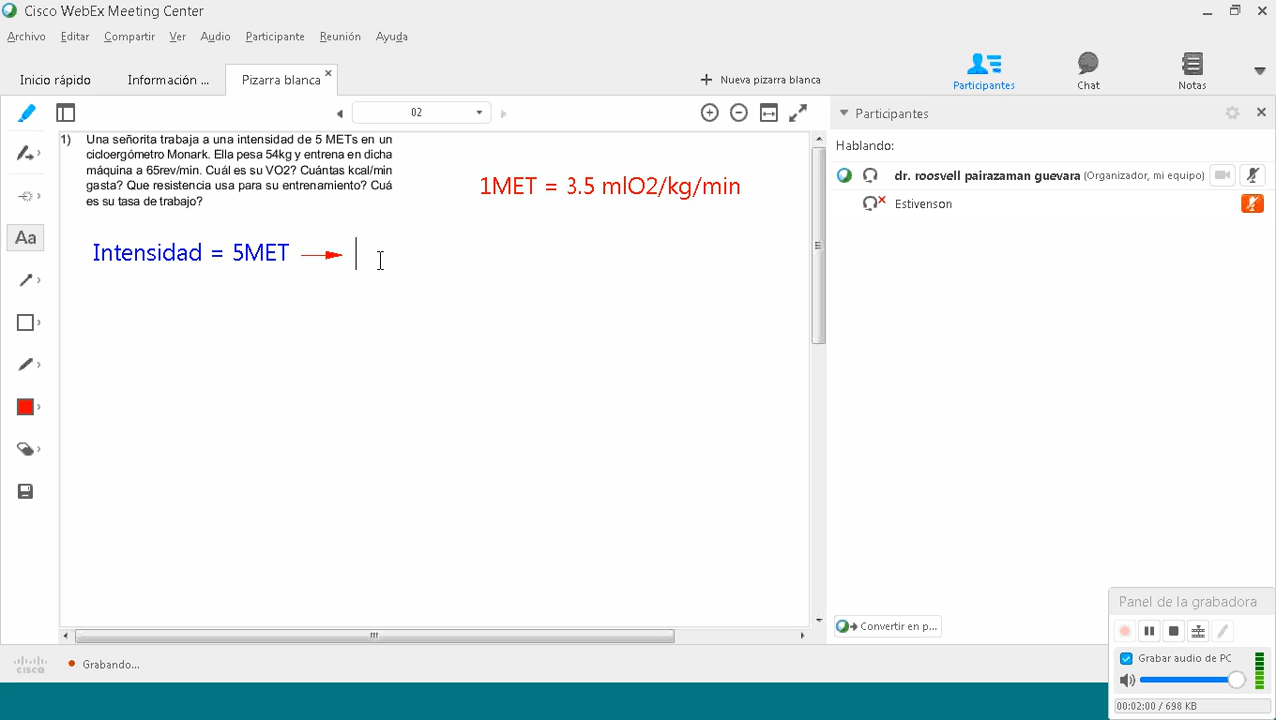 Cisco WebEx Meeting Center
Archivo Editar Compartir Ver Audio Participante Reunión Ayuda
Inicio rápido Información ... Pizarra blanca Nueva pizarra blanca
Participantes Chat Notas
02
Participantes
1) Una señorita trabaja a una intensidad de 5 METs en un
cicloergómetro Monark. Ella pesa 54kg y entrena en dicha
máquina a 65rev/min. Cuál es su VO2? Cuántas kcal/min
gasta? Que resistencia usa para su entrenamiento? Cuá
es su tasa de trabajo?
1MET = 3.5 mlO2/kg/min
Intensidad = 5MET
Aa
Hablando:
dr. roosvell pairazaman guevara (Organizador, mi equipo)
Estivenson
Convertir en p...
Panel de la grabadora
Grabar audio de PC
00:02:00 / 698 KB
cisco
Grabando...